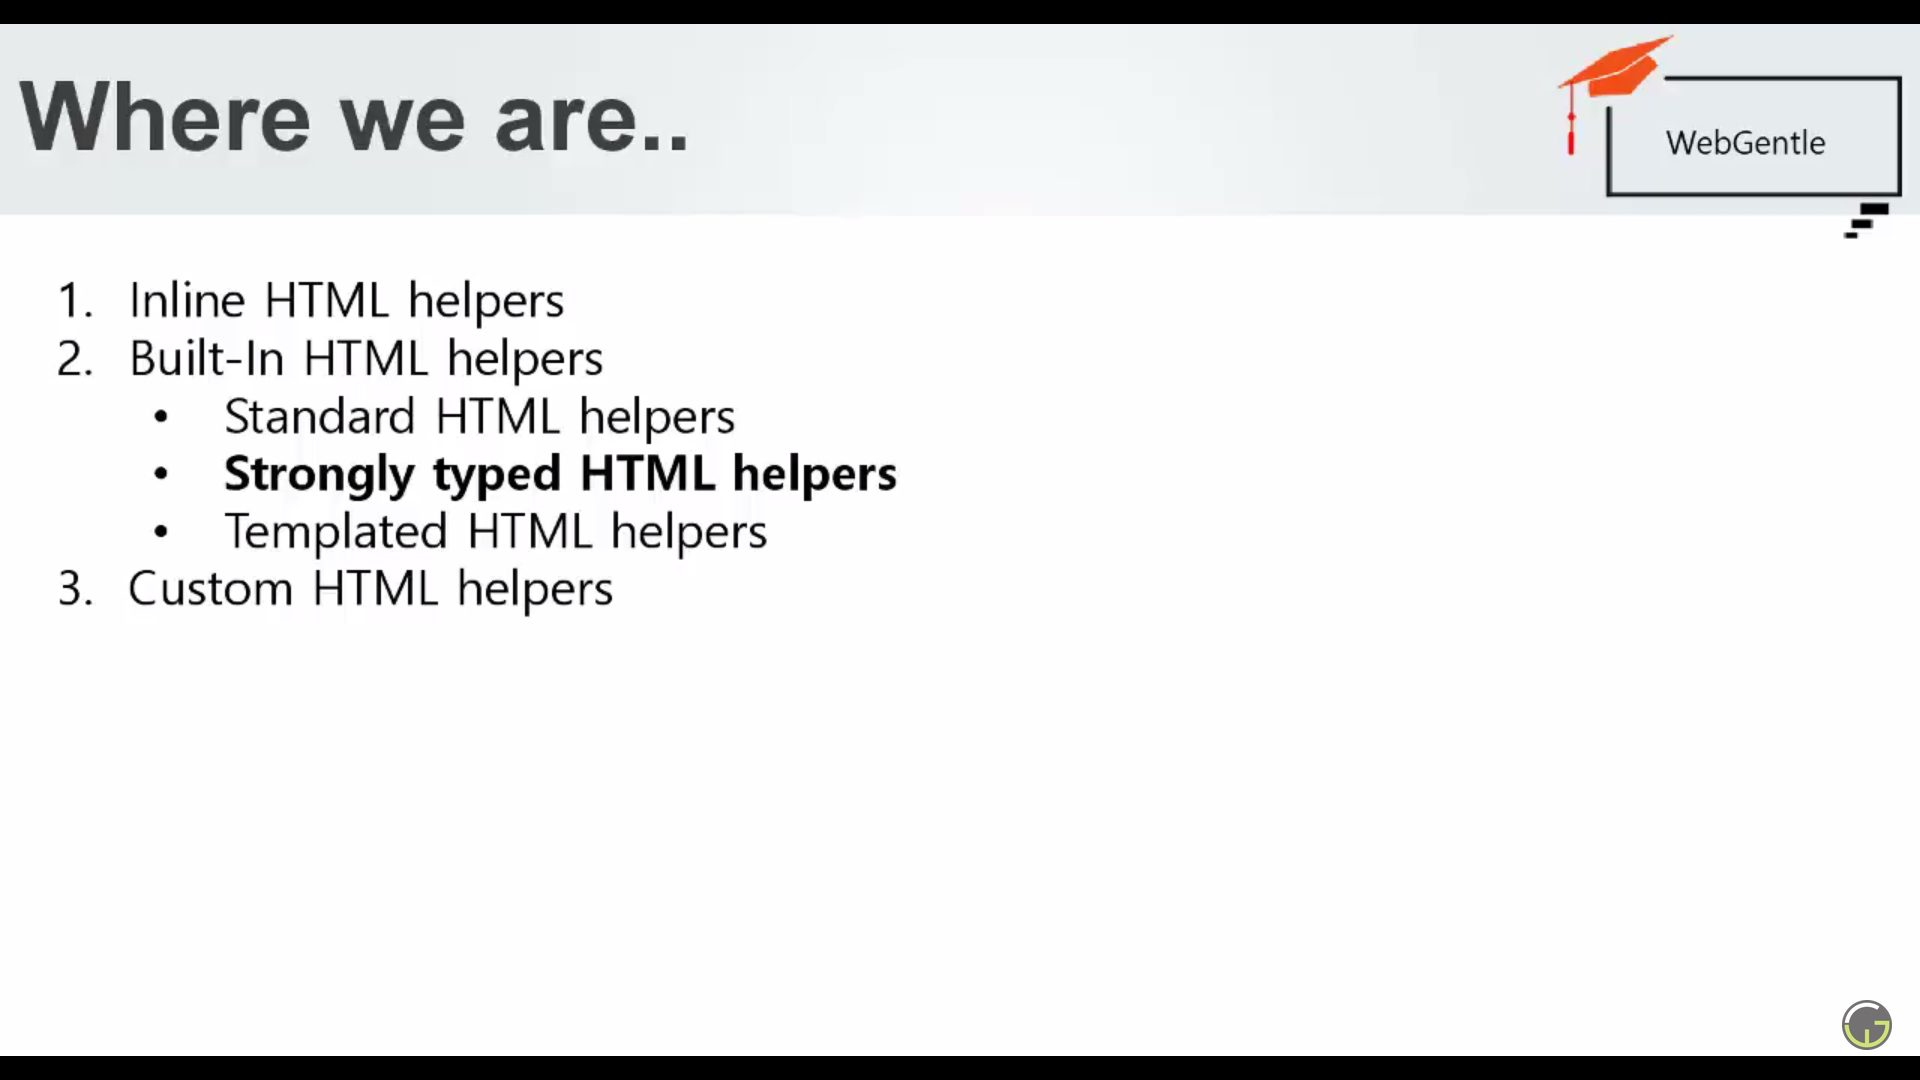 Where we are..
WebGentle
1. Inline HTML helpers
2. Built-In HTML helpers
• Standard HTML helpers
• Strongly typed HTML helpers
• Templated HTML helpers
3. Custom HTML helpers